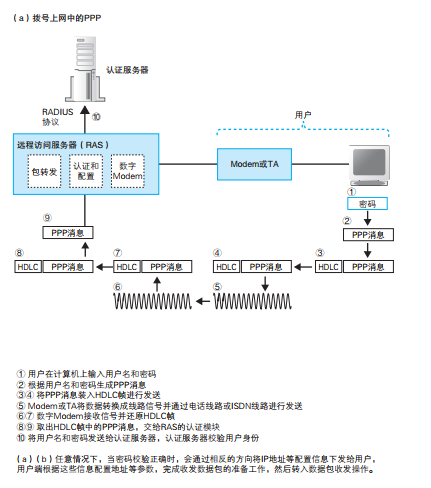 （a）拨号上网中的PPP
认证服务器
RADIUS
协议
⑩
用户
远程访问服务器（RAS）
包转发
认证和
配置
数字
Modem
Modem或TA
①
密码
⑨
②
PPP消息
PPP消息
⑧
⑦
④
③
HDLC PPP消息
HDLC PPP消息
HDLC PPP消息
HDLC PPP消息
⑥
⑤
① 用户在计算机上输入用户名和密码
② 根据用户名和密码生成PPP消息
③④ 将PPP消息装入HDLC帧进行发送
⑤ Modem或TA将数据转换成线路信号并通过电话线路或ISDN线路进行发送
⑥⑦ 数字Modem接收信号并还原HDLC帧
⑧⑨ 取出HDLC帧中的PPP消息，交给RAS的认证模块
⑩ 将用户名和密码发送给认证服务器，认证服务器校验用户身份
（a）（b）任意情况下，当密码校验正确时，会通过相反的方向将IP地址等配置信息下发给用户，
用户端根据这些信息配置地址等参数，完成收发数据包的准备工作，然后转入数据包收发操作。